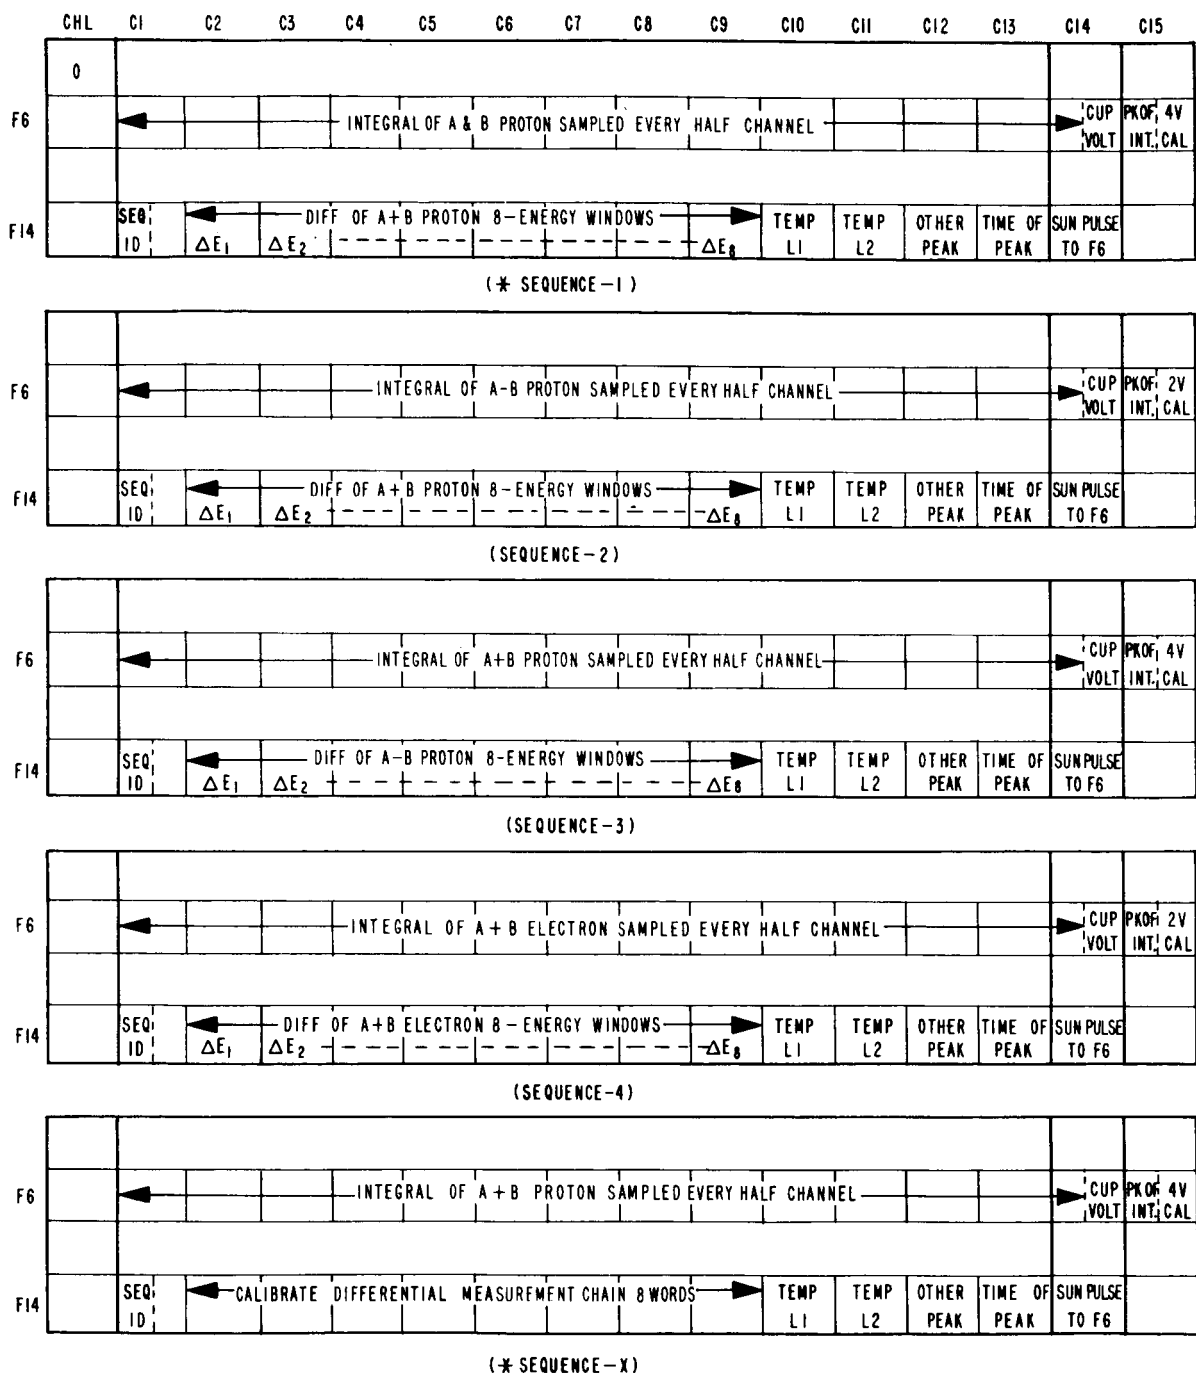 CHL C1 C2 C3 C4 C5 C6 C7 C8 C9 C10 C11 C12 C13 C14 C15
0
F6 INTEGRAL OF A & B PROTON SAMPLED EVERY HALF CHANNEL CUP PKOF 4V
VOLT INT. CAL
F14 SEQ DIFF OF A+B PROTON 8-ENERGY WINDOWS TEMP TEMP OTHER TIME OF SUN PULSE
ID ΔE1 ΔE2 ΔE8 L1 L2 PEAK PEAK TO F6
(* SEQUENCE-1)
F6 INTEGRAL OF A-B PROTON SAMPLED EVERY HALF CHANNEL CUP PKOF 2V
VOLT INT. CAL
F14 SEQ DIFF OF A+B PROTON 8-ENERGY WINDOWS TEMP TEMP OTHER TIME OF SUN PULSE
ID ΔE1 ΔE2 ΔE8 L1 L2 PEAK PEAK TO F6
(SEQUENCE-2)
F6 INTEGRAL OF A+B PROTON SAMPLED EVERY HALF CHANNEL CUP PKOF 4V
VOLT INT. CAL
F14 SEQ DIFF OF A-B PROTON 8-ENERGY WINDOWS TEMP TEMP OTHER TIME OF SUN PULSE
ID ΔE1 ΔE2 ΔE8 L1 L2 PEAK PEAK TO F6
(SEQUENCE-3)
F6 INTEGRAL OF A+B ELECTRON SAMPLED EVERY HALF CHANNEL CUP PKOF 2V
VOLT INT. CAL
F14 SEQ DIFF OF A+B ELECTRON 8-ENERGY WINDOWS TEMP TEMP OTHER TIME OF SUN PULSE
ID ΔE1 ΔE2 ΔE8 L1 L2 PEAK PEAK TO F6
(SEQUENCE-4)
F6 INTEGRAL OF A+B PROTON SAMPLED EVERY HALF CHANNEL CUP PKOF 4V
VOLT INT. CAL
F14 SEQ CALIBRATE DIFFERENTIAL MEASUREMENT CHAIN 8 WORDS TEMP TEMP OTHER TIME OF SUN PULSE
ID L1 L2 PEAK PEAK TO F6
(* SEQUENCE-X)